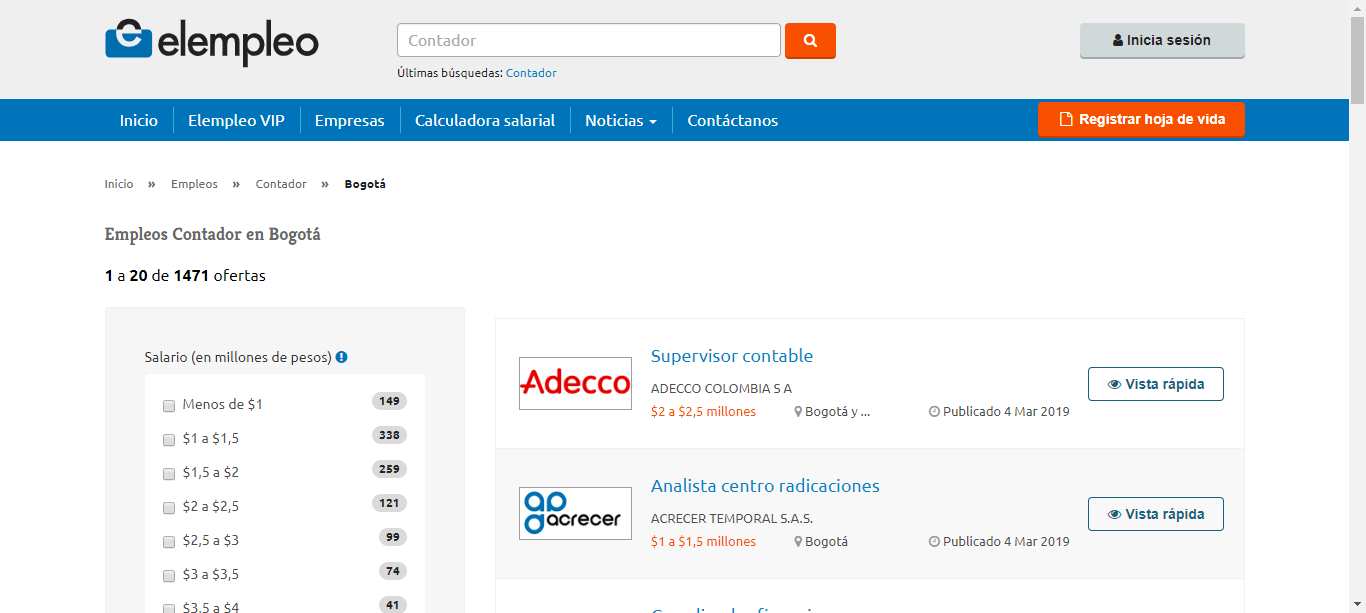 elempleo
Contador
Últimas búsquedas: Contador
Inicia sesión
Inicio Elempleo VIP Empresas Calculadora salarial Noticias Contáctanos
Registrar hoja de vida
Inicio » Empleos » Contador » Bogotá
Empleos Contador en Bogotá
1 a 20 de 1471 ofertas
Salario (en millones de pesos)
Menos de $1 149
$1 a $1,5 338
$1,5 a $2 259
$2 a $2,5 121
$2,5 a $3 99
$3 a $3,5 74
$3,5 a $4 41
Adecco
Supervisor contable
ADECCO COLOMBIA S A
$2 a $2,5 millones Bogotá y ... Publicado 4 Mar 2019
Vista rápida
acrecer
Analista centro radicaciones
ACRECER TEMPORAL S.A.S.
$1 a $1,5 millones Bogotá Publicado 4 Mar 2019
Vista rápida